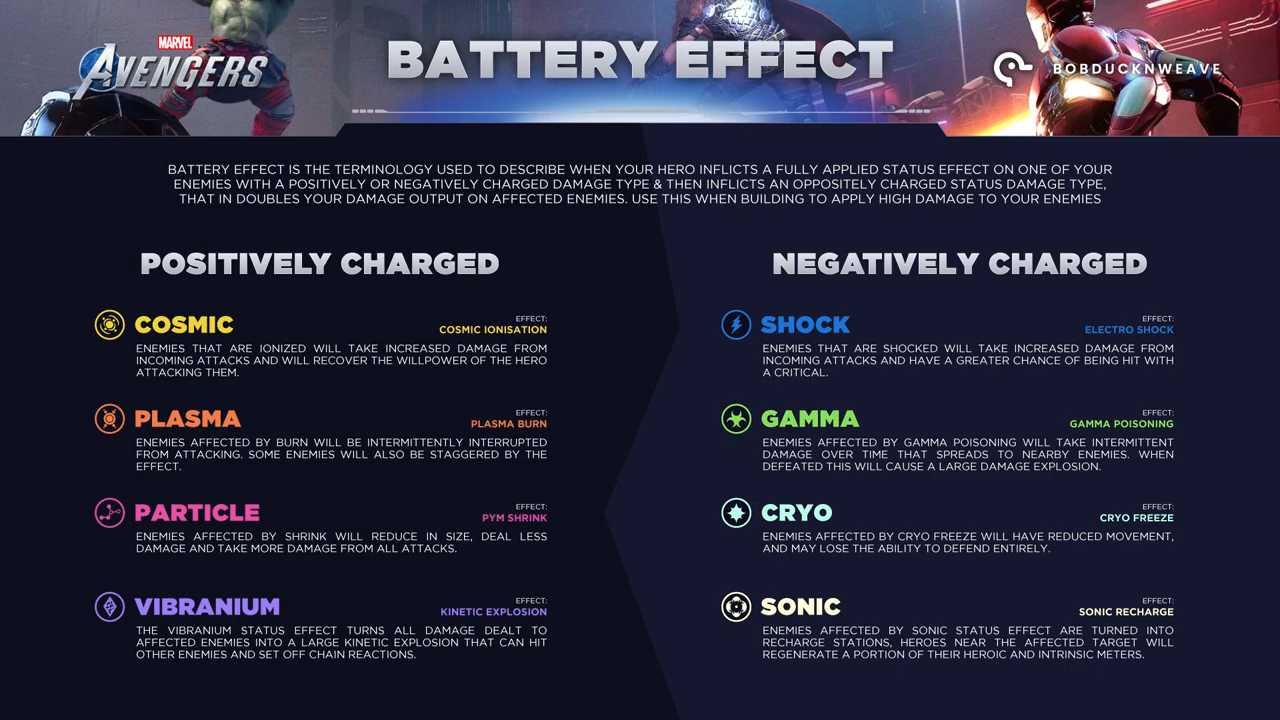 MARVEL
AVENGERS
BATTERY EFFECT
BOBDUCKNWEAVE
BATTERY EFFECT IS THE TERMINOLOGY USED TO DESCRIBE WHEN YOUR HERO INFLICTS A FULLY APPLIED STATUS EFFECT ON ONE OF YOUR
ENEMIES WITH A POSITIVELY OR NEGATIVELY CHARGED DAMAGE TYPE & THEN INFLICTS AN OPPOSITELY CHARGED STATUS DAMAGE TYPE,
THAT IN DOUBLES YOUR DAMAGE OUTPUT ON AFFECTED ENEMIES. USE THIS WHEN BUILDING TO APPLY HIGH DAMAGE TO YOUR ENEMIES
POSITIVELY CHARGED
COSMIC
EFFECT:
COSMIC IONISATION
ENEMIES THAT ARE IONIZED WILL TAKE INCREASED DAMAGE FROM
INCOMING ATTACKS AND WILL RECOVER THE WILLPOWER OF THE HERO
ATTACKING THEM.
PLASMA
EFFECT:
PLASMA BURN
ENEMIES AFFECTED BY BURN WILL BE INTERMITTENTLY INTERRUPTED
FROM ATTACKING. SOME ENEMIES WILL ALSO BE STAGGERED BY THE
EFFECT.
PARTICLE
EFFECT:
PYM SHRINK
ENEMIES AFFECTED BY SHRINK WILL REDUCE IN SIZE, DEAL LESS
DAMAGE AND TAKE MORE DAMAGE FROM ALL ATTACKS.
VIBRANIUM
EFFECT:
KINETIC EXPLOSION
THE VIBRANIUM STATUS EFFECT TURNS ALL DAMAGE DEALT TO
AFFECTED ENEMIES INTO A LARGE KINETIC EXPLOSION THAT CAN HIT
OTHER ENEMIES AND SET OFF CHAIN REACTIONS.
NEGATIVELY CHARGED
SHOCK
EFFECT:
ELECTRO SHOCK
ENEMIES THAT ARE SHOCKED WILL TAKE INCREASED DAMAGE FROM
INCOMING ATTACKS AND HAVE A GREATER CHANCE OF BEING HIT WITH
A CRITICAL.
GAMMA
EFFECT:
GAMMA POISONING
ENEMIES AFFECTED BY GAMMA POISONING WILL TAKE INTERMITTENT
DAMAGE OVER TIME THAT SPREADS TO NEARBY ENEMIES. WHEN
DEFEATED THIS WILL CAUSE A LARGE DAMAGE EXPLOSION.
CRYO
EFFECT:
CRYO FREEZE
ENEMIES AFFECTED BY CRYO FREEZE WILL HAVE REDUCED MOVEMENT,
AND MAY LOSE THE ABILITY TO DEFEND ENTIRELY.
SONIC
EFFECT:
SONIC RECHARGE
ENEMIES AFFECTED BY SONIC STATUS EFFECT ARE TURNED INTO
RECHARGE STATIONS, HEROES NEAR THE AFFECTED TARGET WILL
REGENERATE A PORTION OF THEIR HEROIC AND INTRINSIC METERS.